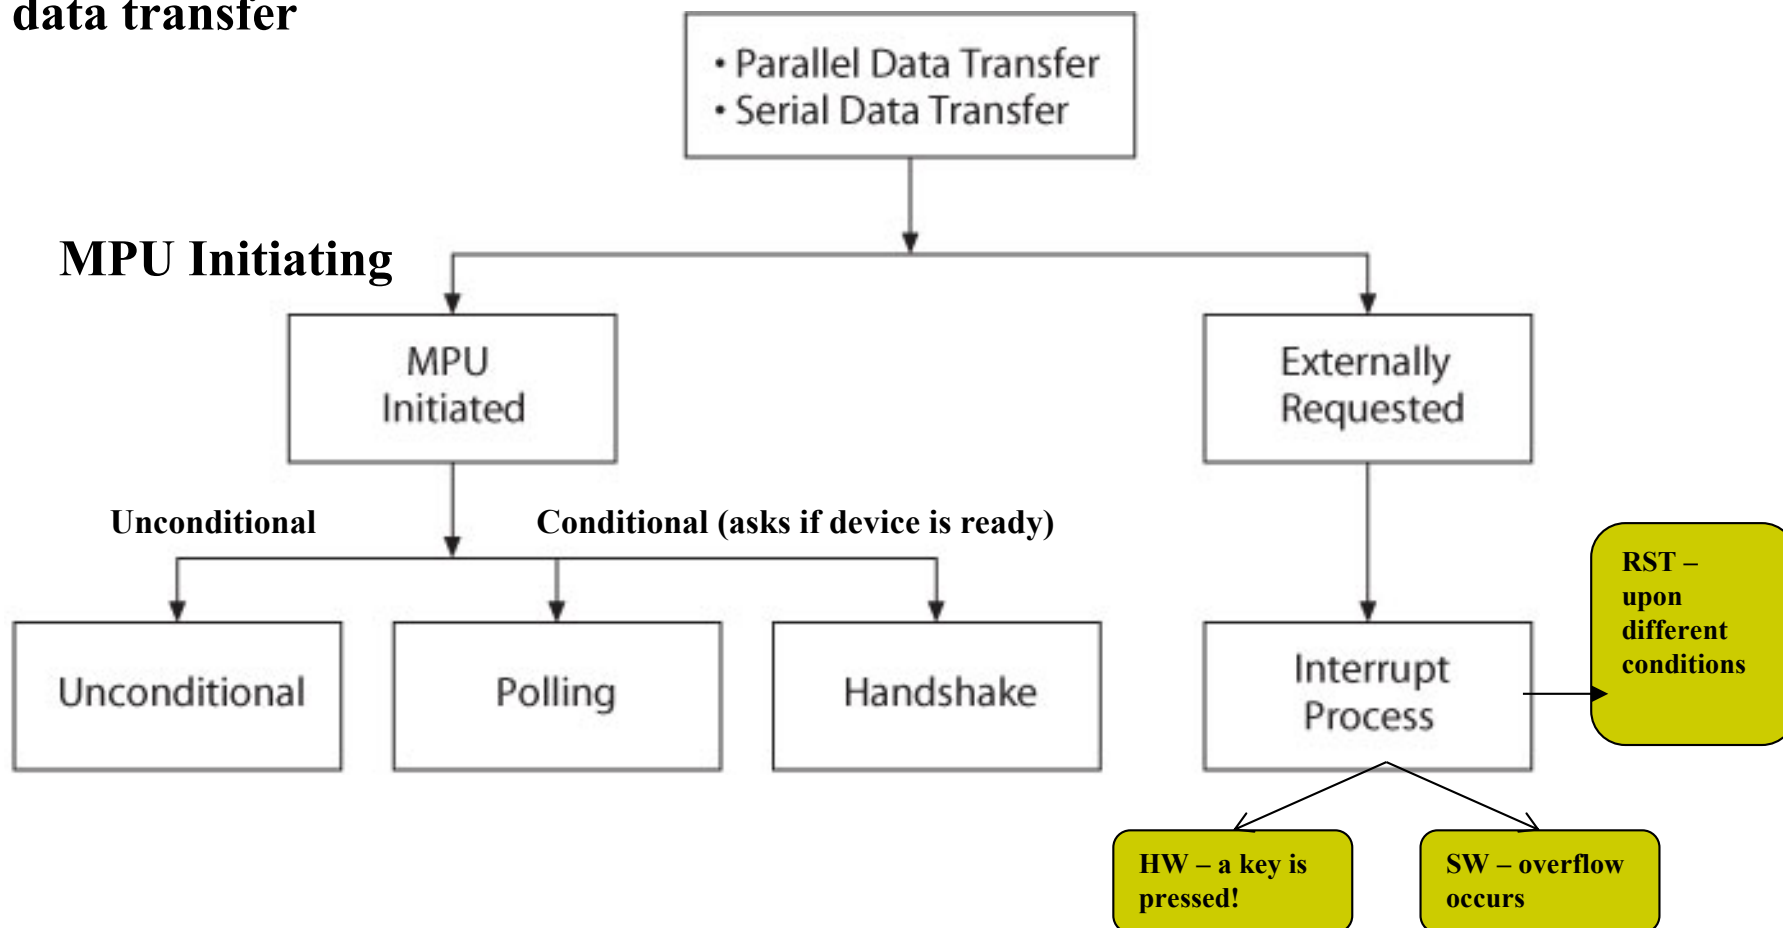 data transfer
• Parallel Data Transfer
• Serial Data Transfer
MPU Initiating
MPU
Initiated
Externally
Requested
Unconditional
Conditional (asks if device is ready)
Unconditional
Polling
Handshake
Interrupt
Process
RST –
upon
different
conditions
HW – a key is
pressed!
SW – overflow
occurs